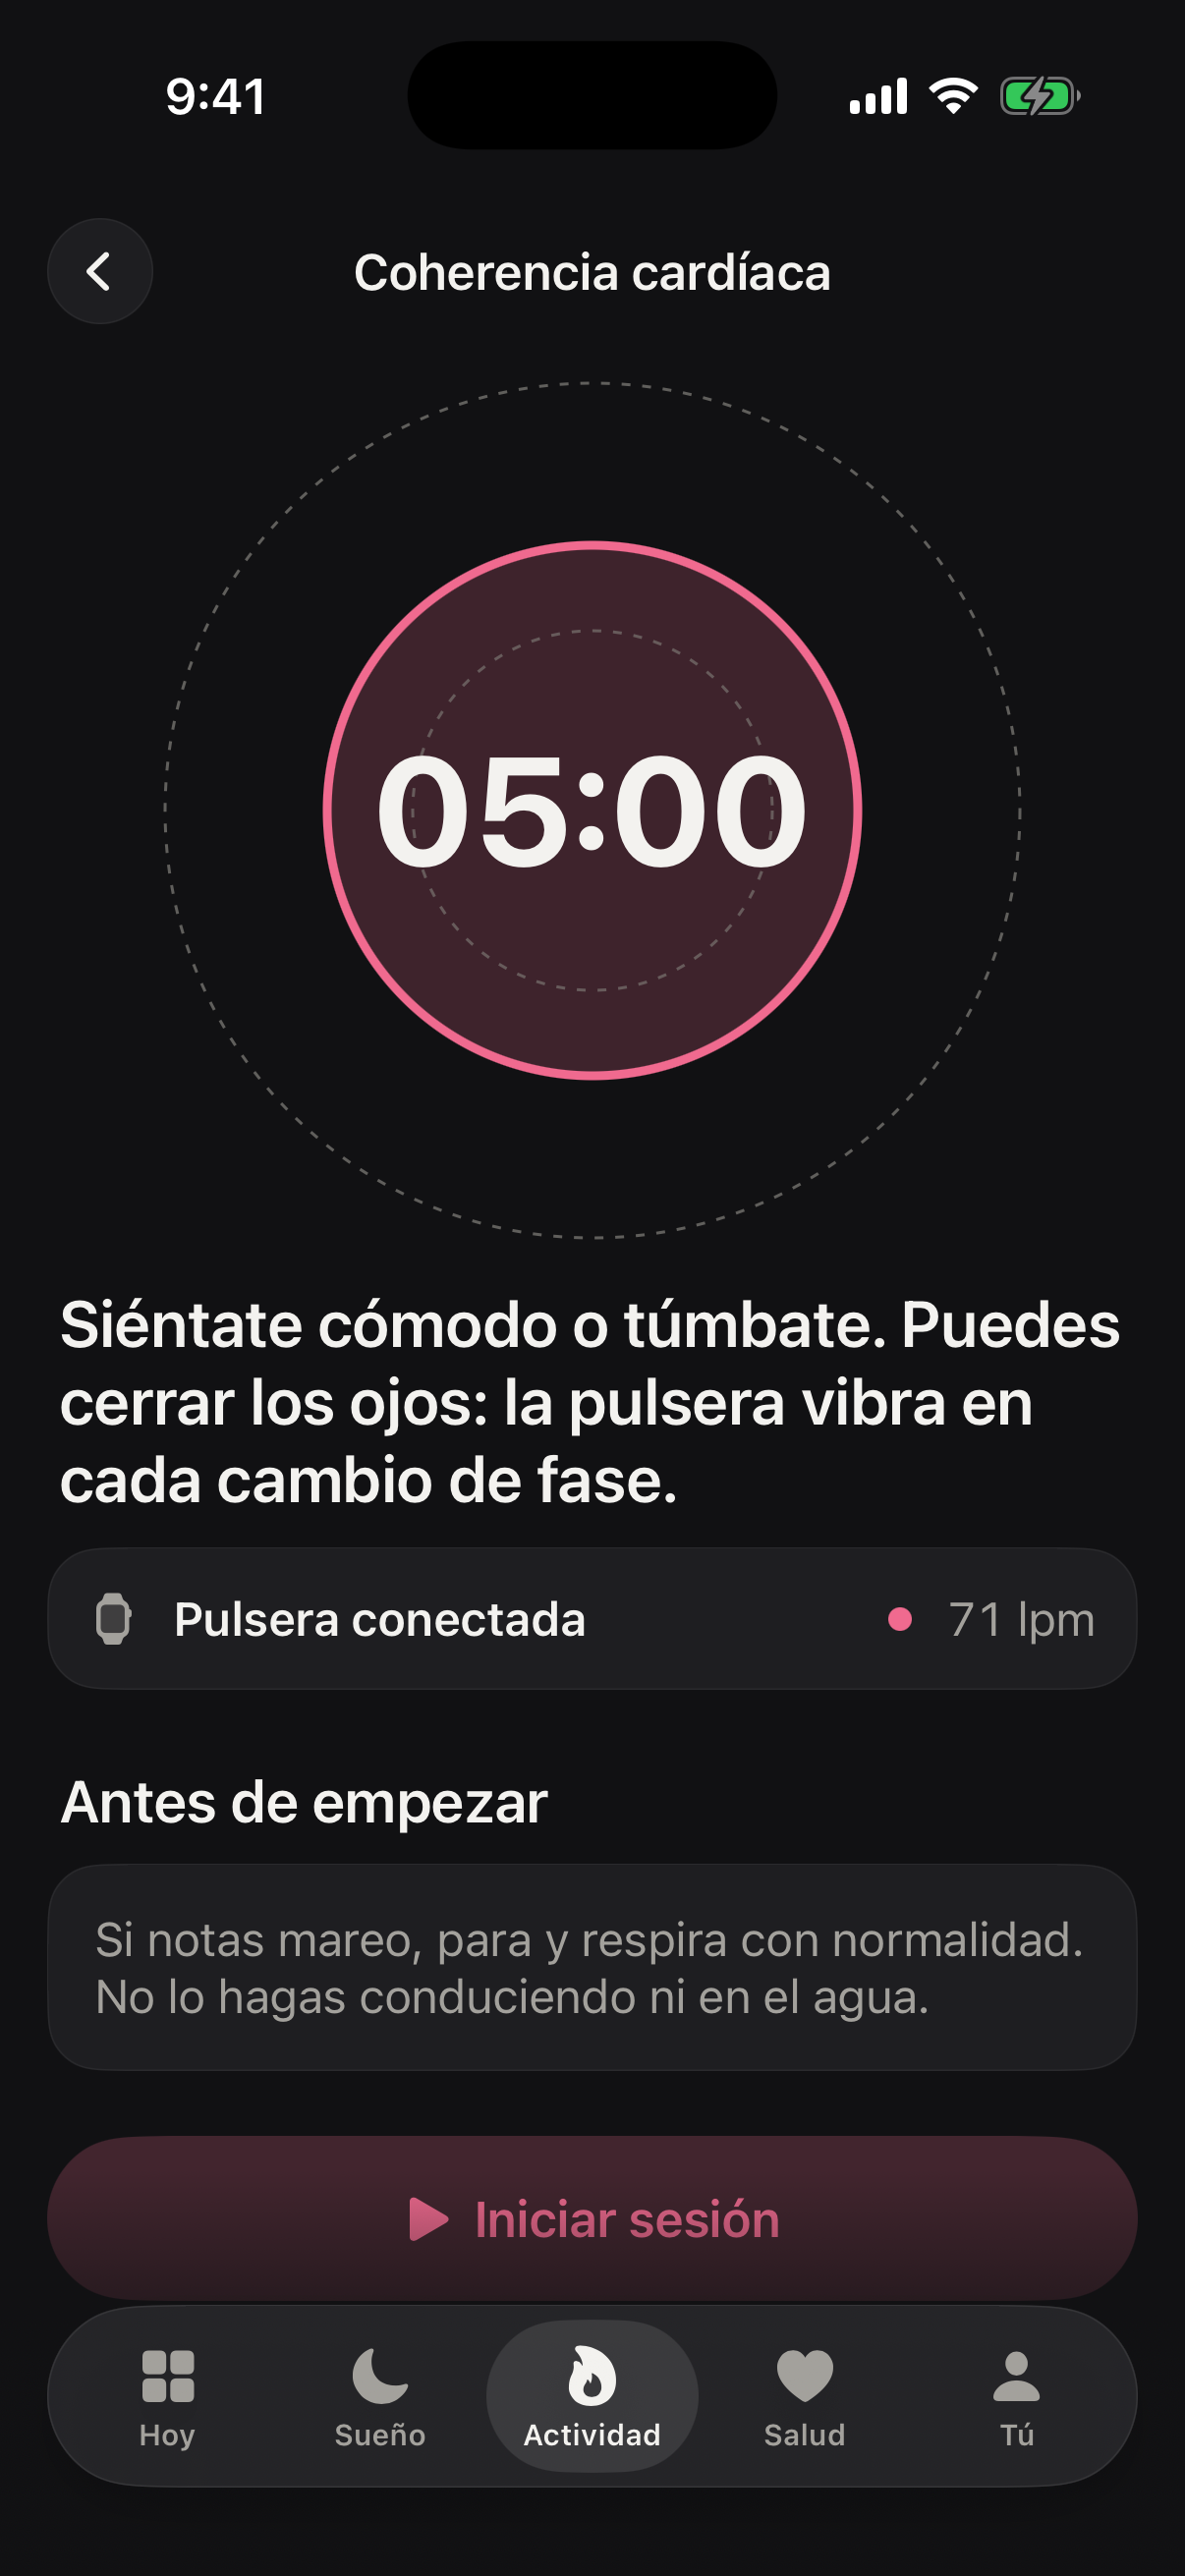 9:41
Coherencia cardíaca
05:00
Siéntate cómodo o túmbate. Puedes
cerrar los ojos: la pulsera vibra en
cada cambio de fase.
Pulsera conectada
71 lpm
Antes de empezar
Si notas mareo, para y respira con normalidad.
No lo hagas conduciendo ni en el agua.
Iniciar sesión
Hoy
Sueño
Actividad
Salud
Tú